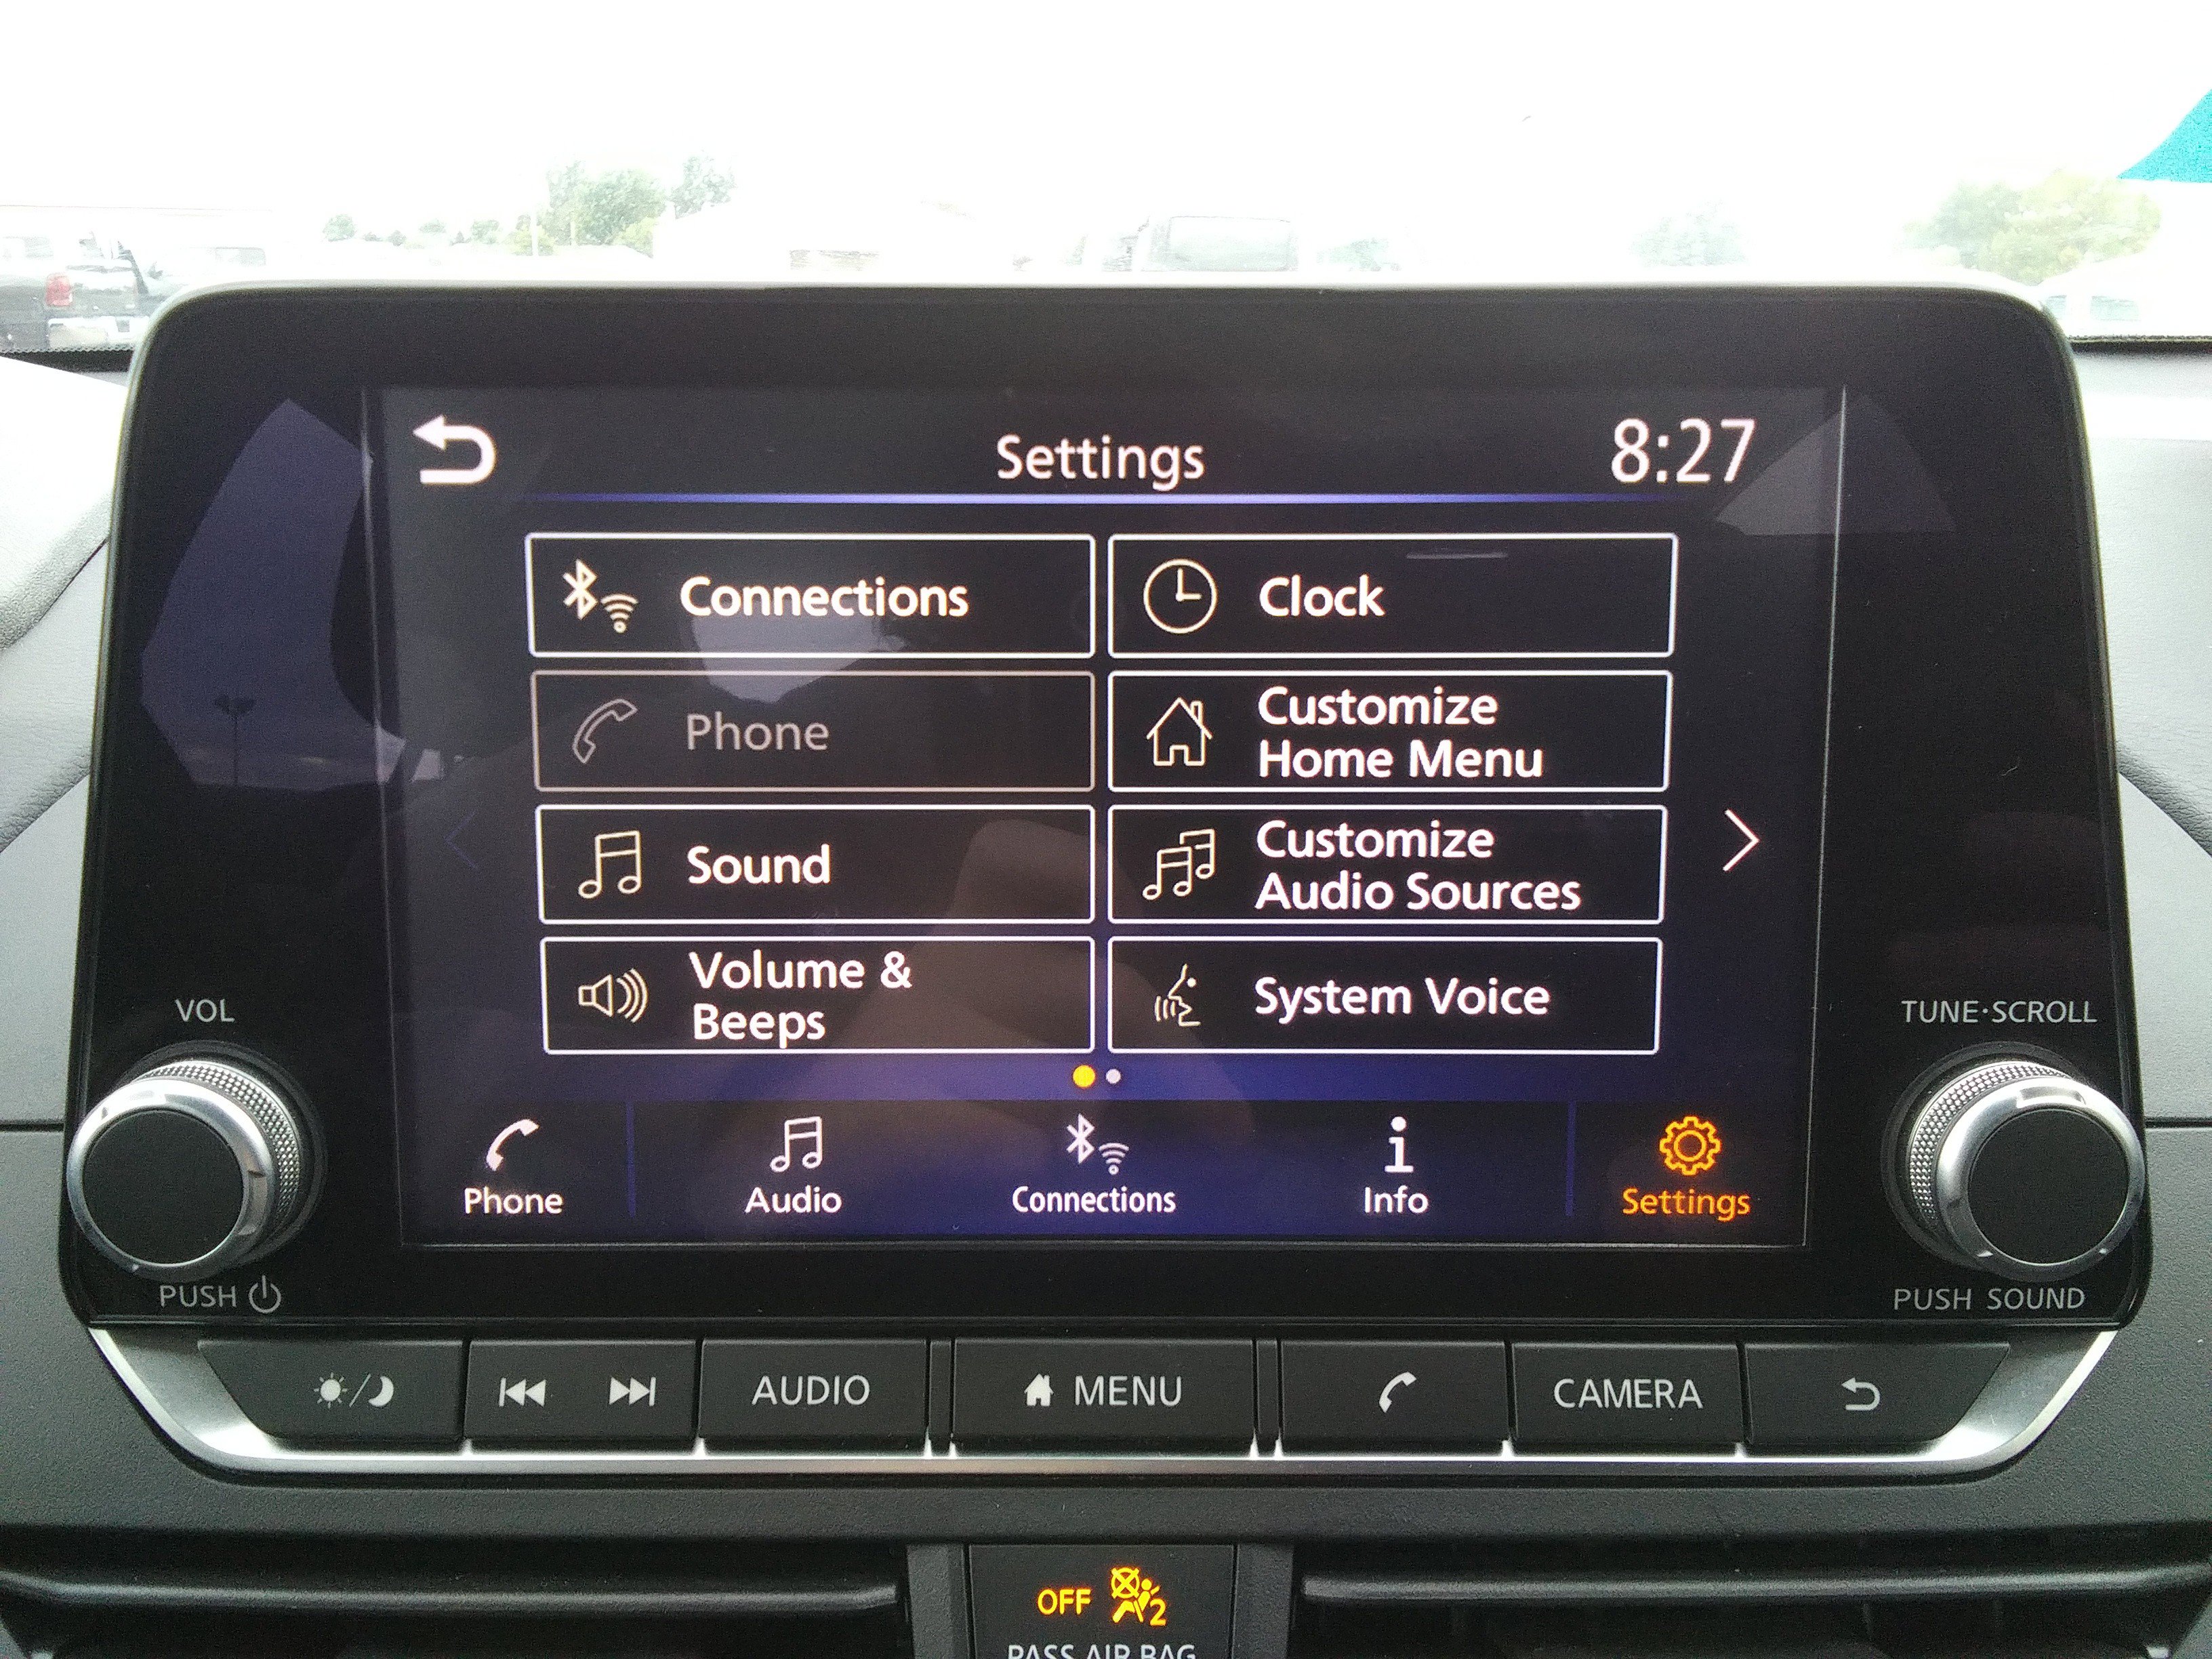 Settings
8:27
Connections
Clock
Phone
Customize
Home Menu
Sound
Customize
Audio Sources
Volume &
Beeps
System Voice
VOL
TUNE·SCROLL
Phone
Audio
Connections
Info
Settings
PUSH
PUSH SOUND
AUDIO
MENU
CAMERA
OFF
2
PASS AIR BAG